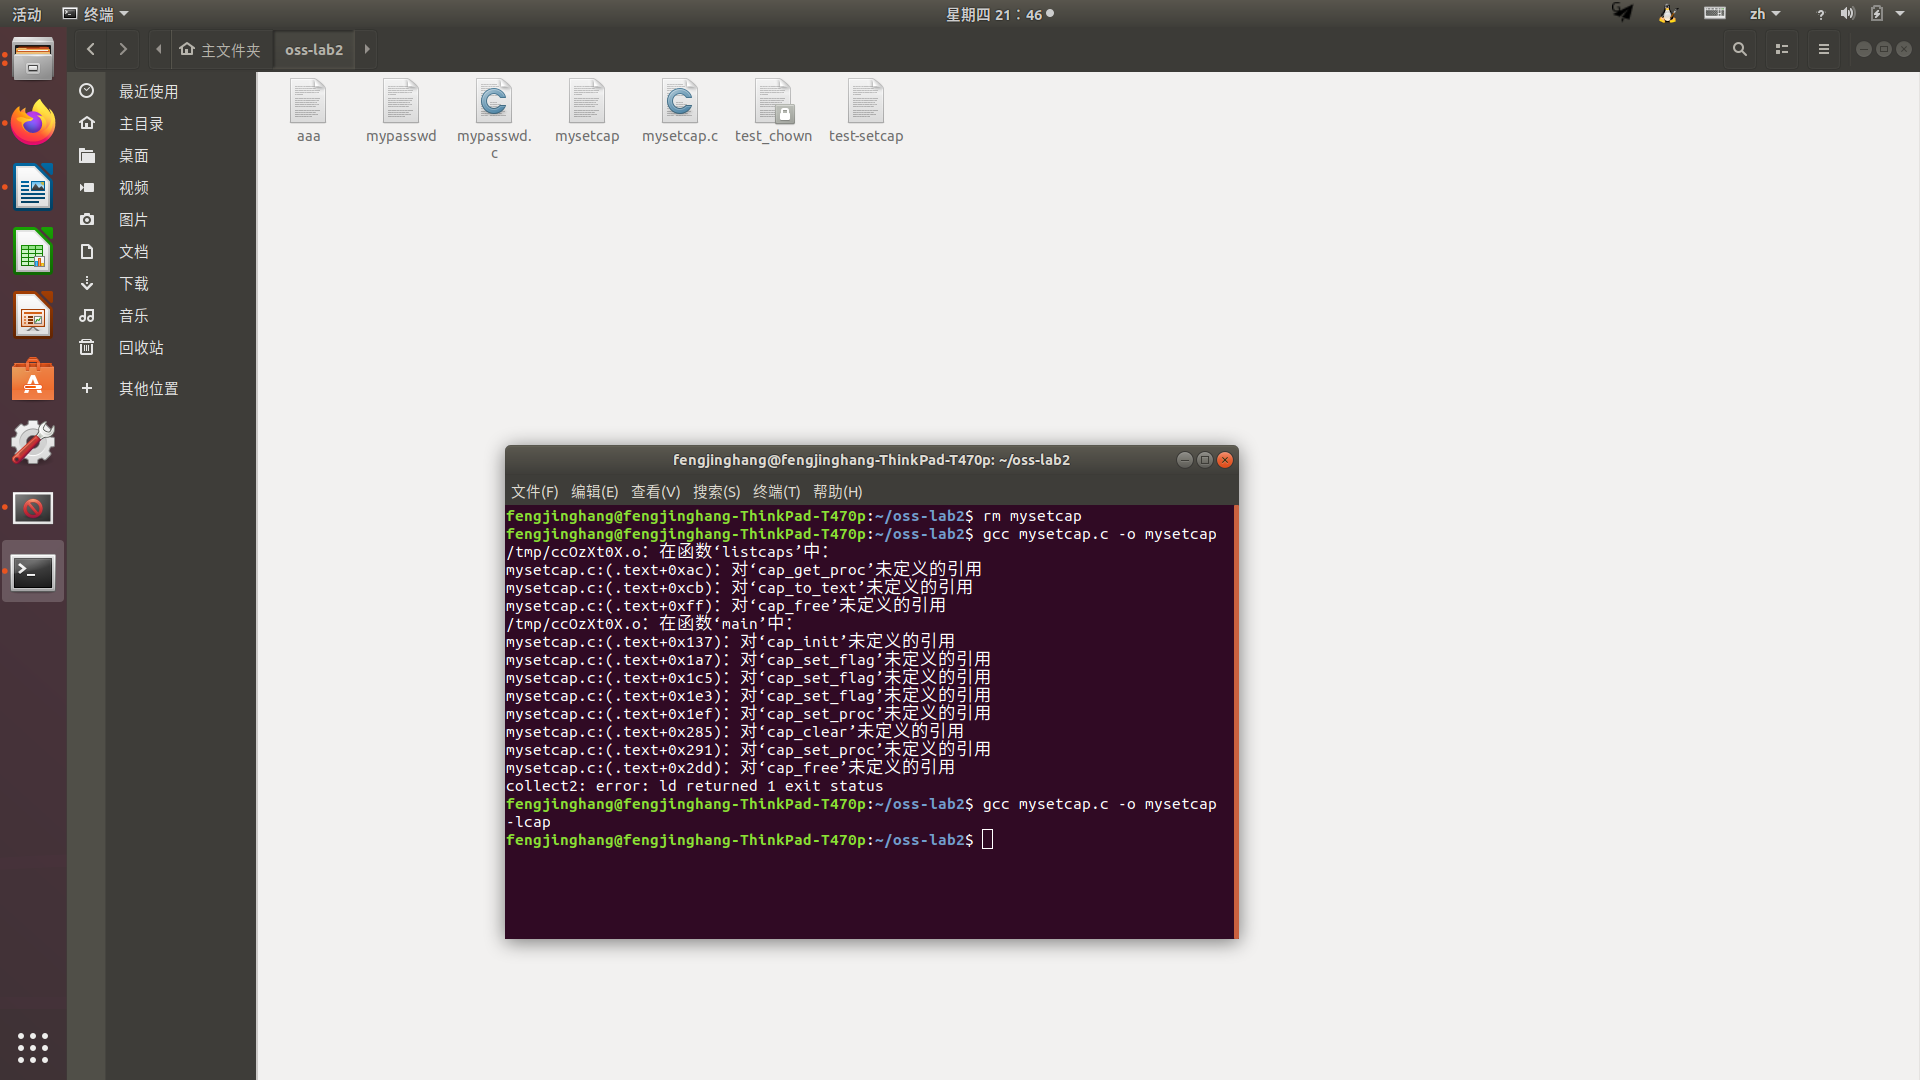 活动 终端 星期四 21：46 zh ?
主文件夹 oss-lab2
最近使用
主目录
桌面
视频
图片
文档
下载
音乐
回收站
其他位置
aaa mypasswd mypasswd.c mysetcap mysetcap.c test_chown test-setcap
fengjinghang@fengjinghang-ThinkPad-T470p: ~/oss-lab2
文件(F) 编辑(E) 查看(V) 搜索(S) 终端(T) 帮助(H)
fengjinghang@fengjinghang-ThinkPad-T470p:~/oss-lab2$ rm mysetcap
fengjinghang@fengjinghang-ThinkPad-T470p:~/oss-lab2$ gcc mysetcap.c -o mysetcap
/tmp/ccOzXt0X.o：在函数‘listcaps’中：
mysetcap.c:(.text+0xac)：对‘cap_get_proc’未定义的引用
mysetcap.c:(.text+0xcb)：对‘cap_to_text’未定义的引用
mysetcap.c:(.text+0xff)：对‘cap_free’未定义的引用
/tmp/ccOzXt0X.o：在函数‘main’中：
mysetcap.c:(.text+0x137)：对‘cap_init’未定义的引用
mysetcap.c:(.text+0x1a7)：对‘cap_set_flag’未定义的引用
mysetcap.c:(.text+0x1c5)：对‘cap_set_flag’未定义的引用
mysetcap.c:(.text+0x1e3)：对‘cap_set_flag’未定义的引用
mysetcap.c:(.text+0x1ef)：对‘cap_set_proc’未定义的引用
mysetcap.c:(.text+0x285)：对‘cap_clear’未定义的引用
mysetcap.c:(.text+0x291)：对‘cap_set_proc’未定义的引用
mysetcap.c:(.text+0x2dd)：对‘cap_free’未定义的引用
collect2: error: ld returned 1 exit status
fengjinghang@fengjinghang-ThinkPad-T470p:~/oss-lab2$ gcc mysetcap.c -o mysetcap
-lcap
fengjinghang@fengjinghang-ThinkPad-T470p:~/oss-lab2$